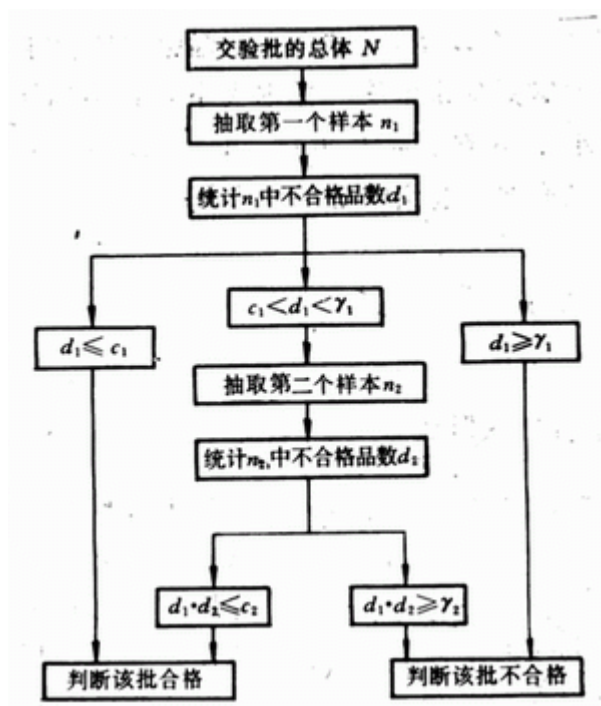 交验批的总体 N
抽取第一个样本 n₁
统计n₁中不合格品数d₁
c₁<d₁<γ₁
d₁≤c₁
d₁≥γ₁
抽取第二个样本n₂
统计n₂中不合格品数d₂
d₁·d₂≤c₂
d₁·d₂≥γ₂
判断该批合格
判断该批不合格